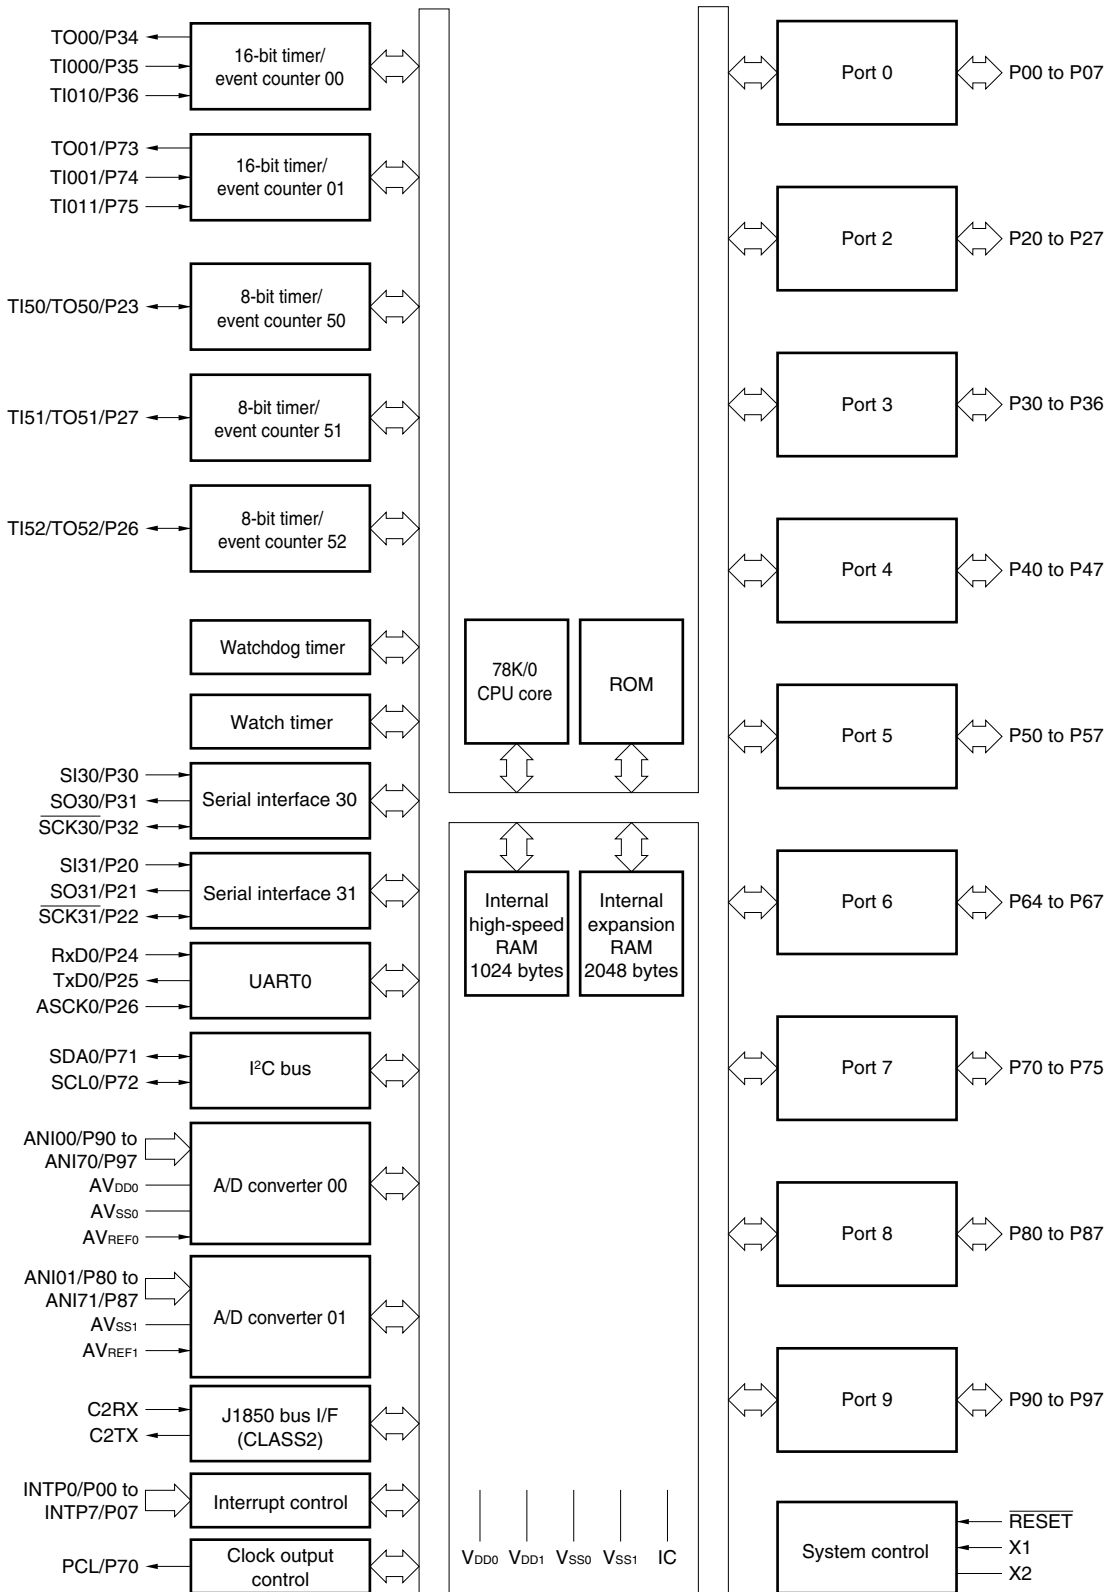 TO00/P34
TI000/P35
TI010/P36
16-bit timer/
event counter 00
TO01/P73
TI001/P74
TI011/P75
16-bit timer/
event counter 01
TI50/TO50/P23
8-bit timer/
event counter 50
TI51/TO51/P27
8-bit timer/
event counter 51
TI52/TO52/P26
8-bit timer/
event counter 52
Watchdog timer
Watch timer
SI30/P30
SO30/P31
SCK30/P32
Serial interface 30
SI31/P20
SO31/P21
SCK31/P22
Serial interface 31
RxD0/P24
TxD0/P25
ASCK0/P26
UART0
SDA0/P71
SCL0/P72
I²C bus
ANI00/P90 to
ANI70/P97
AVDD0
AVSS0
AVREF0
A/D converter 00
ANI01/P80 to
ANI71/P87
AVSS1
AVREF1
A/D converter 01
C2RX
C2TX
J1850 bus I/F
(CLASS2)
INTP0/P00 to
INTP7/P07
Interrupt control
PCL/P70
Clock output
control
78K/0
CPU core
ROM
Internal
high-speed
RAM
1024 bytes
Internal
expansion
RAM
2048 bytes
VDD0
VDD1
VSS0
VSS1
IC
Port 0
P00 to P07
Port 2
P20 to P27
Port 3
P30 to P36
Port 4
P40 to P47
Port 5
P50 to P57
Port 6
P64 to P67
Port 7
P70 to P75
Port 8
P80 to P87
Port 9
P90 to P97
System control
RESET
X1
X2